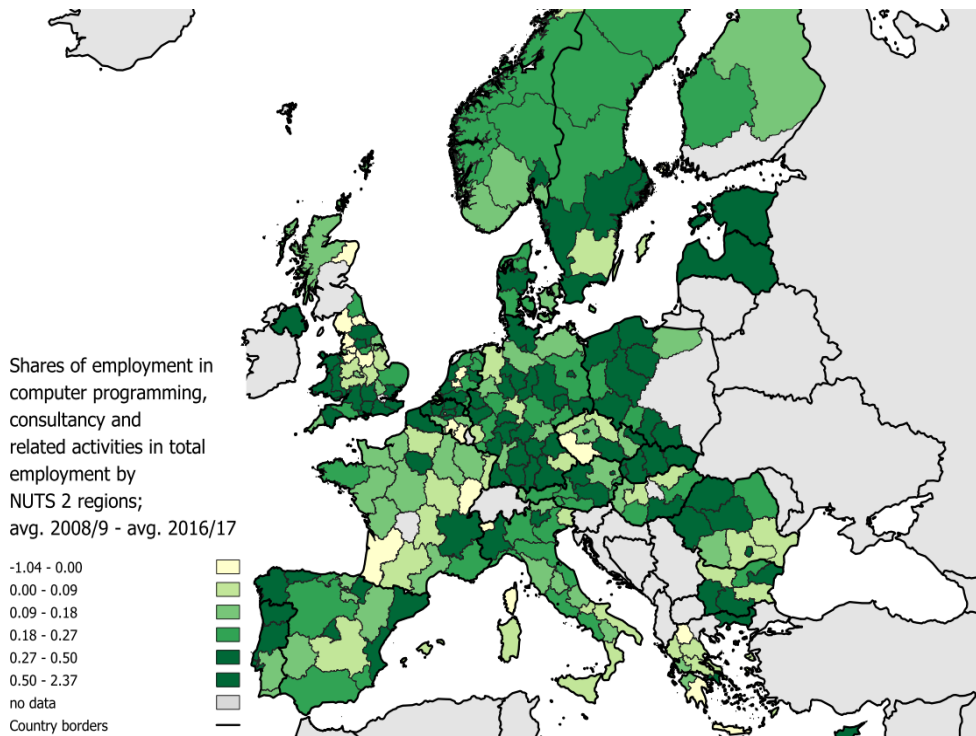 Shares of employment in
computer programming,
consultancy and
related activities in total
employment by
NUTS 2 regions;
avg. 2008/9 - avg. 2016/17
-1.04 - 0.00
0.00 - 0.09
0.09 - 0.18
0.18 - 0.27
0.27 - 0.50
0.50 - 2.37
no data
Country borders